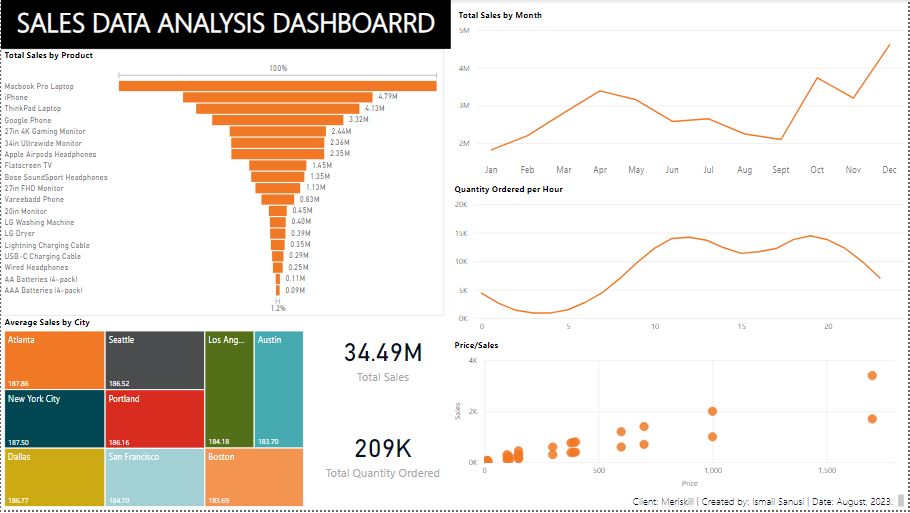 SALES DATA ANALYSIS DASHBOARRD
Total Sales by Product
100%
Macbook Pro Laptop
iPhone 4.79M
ThinkPad Laptop 4.13M
Google Phone 3.32M
27in 4K Gaming Monitor 2.44M
34in Ultrawide Monitor 2.36M
Apple Airpods Headphones 2.35M
Flatscreen TV 1.45M
Bose SoundSport Headphones 1.35M
27in FHD Monitor 1.13M
Vareebadd Phone 0.83M
20in Monitor 0.45M
LG Washing Machine 0.40M
LG Dryer 0.39M
Lightning Charging Cable 0.35M
USB-C Charging Cable 0.29M
Wired Headphones 0.25M
AA Batteries (4-pack) 0.11M
AAA Batteries (4-pack) 0.09M
1.2%
Average Sales by City
Atlanta
187.86
Seattle
186.52
Los Ang...
184.18
Austin
183.70
New York City
187.50
Portland
186.16
Dallas
186.77
San Francisco
184.70
Boston
183.69
34.49M
Total Sales
209K
Total Quantity Ordered
Total Sales by Month
5M
4M
3M
2M
Jan Feb Mar Apr May Jun Jul Aug Sept Oct Nov Dec
Quantity Ordered per Hour
20K
15K
10K
5K
0K
0 5 10 15 20
Price/Sales
4K
2K
0K
Sales
0 500 1,000 1,500
Price
Client: Meriskill | Created by: Ismail Sanusi | Date: August, 2023.